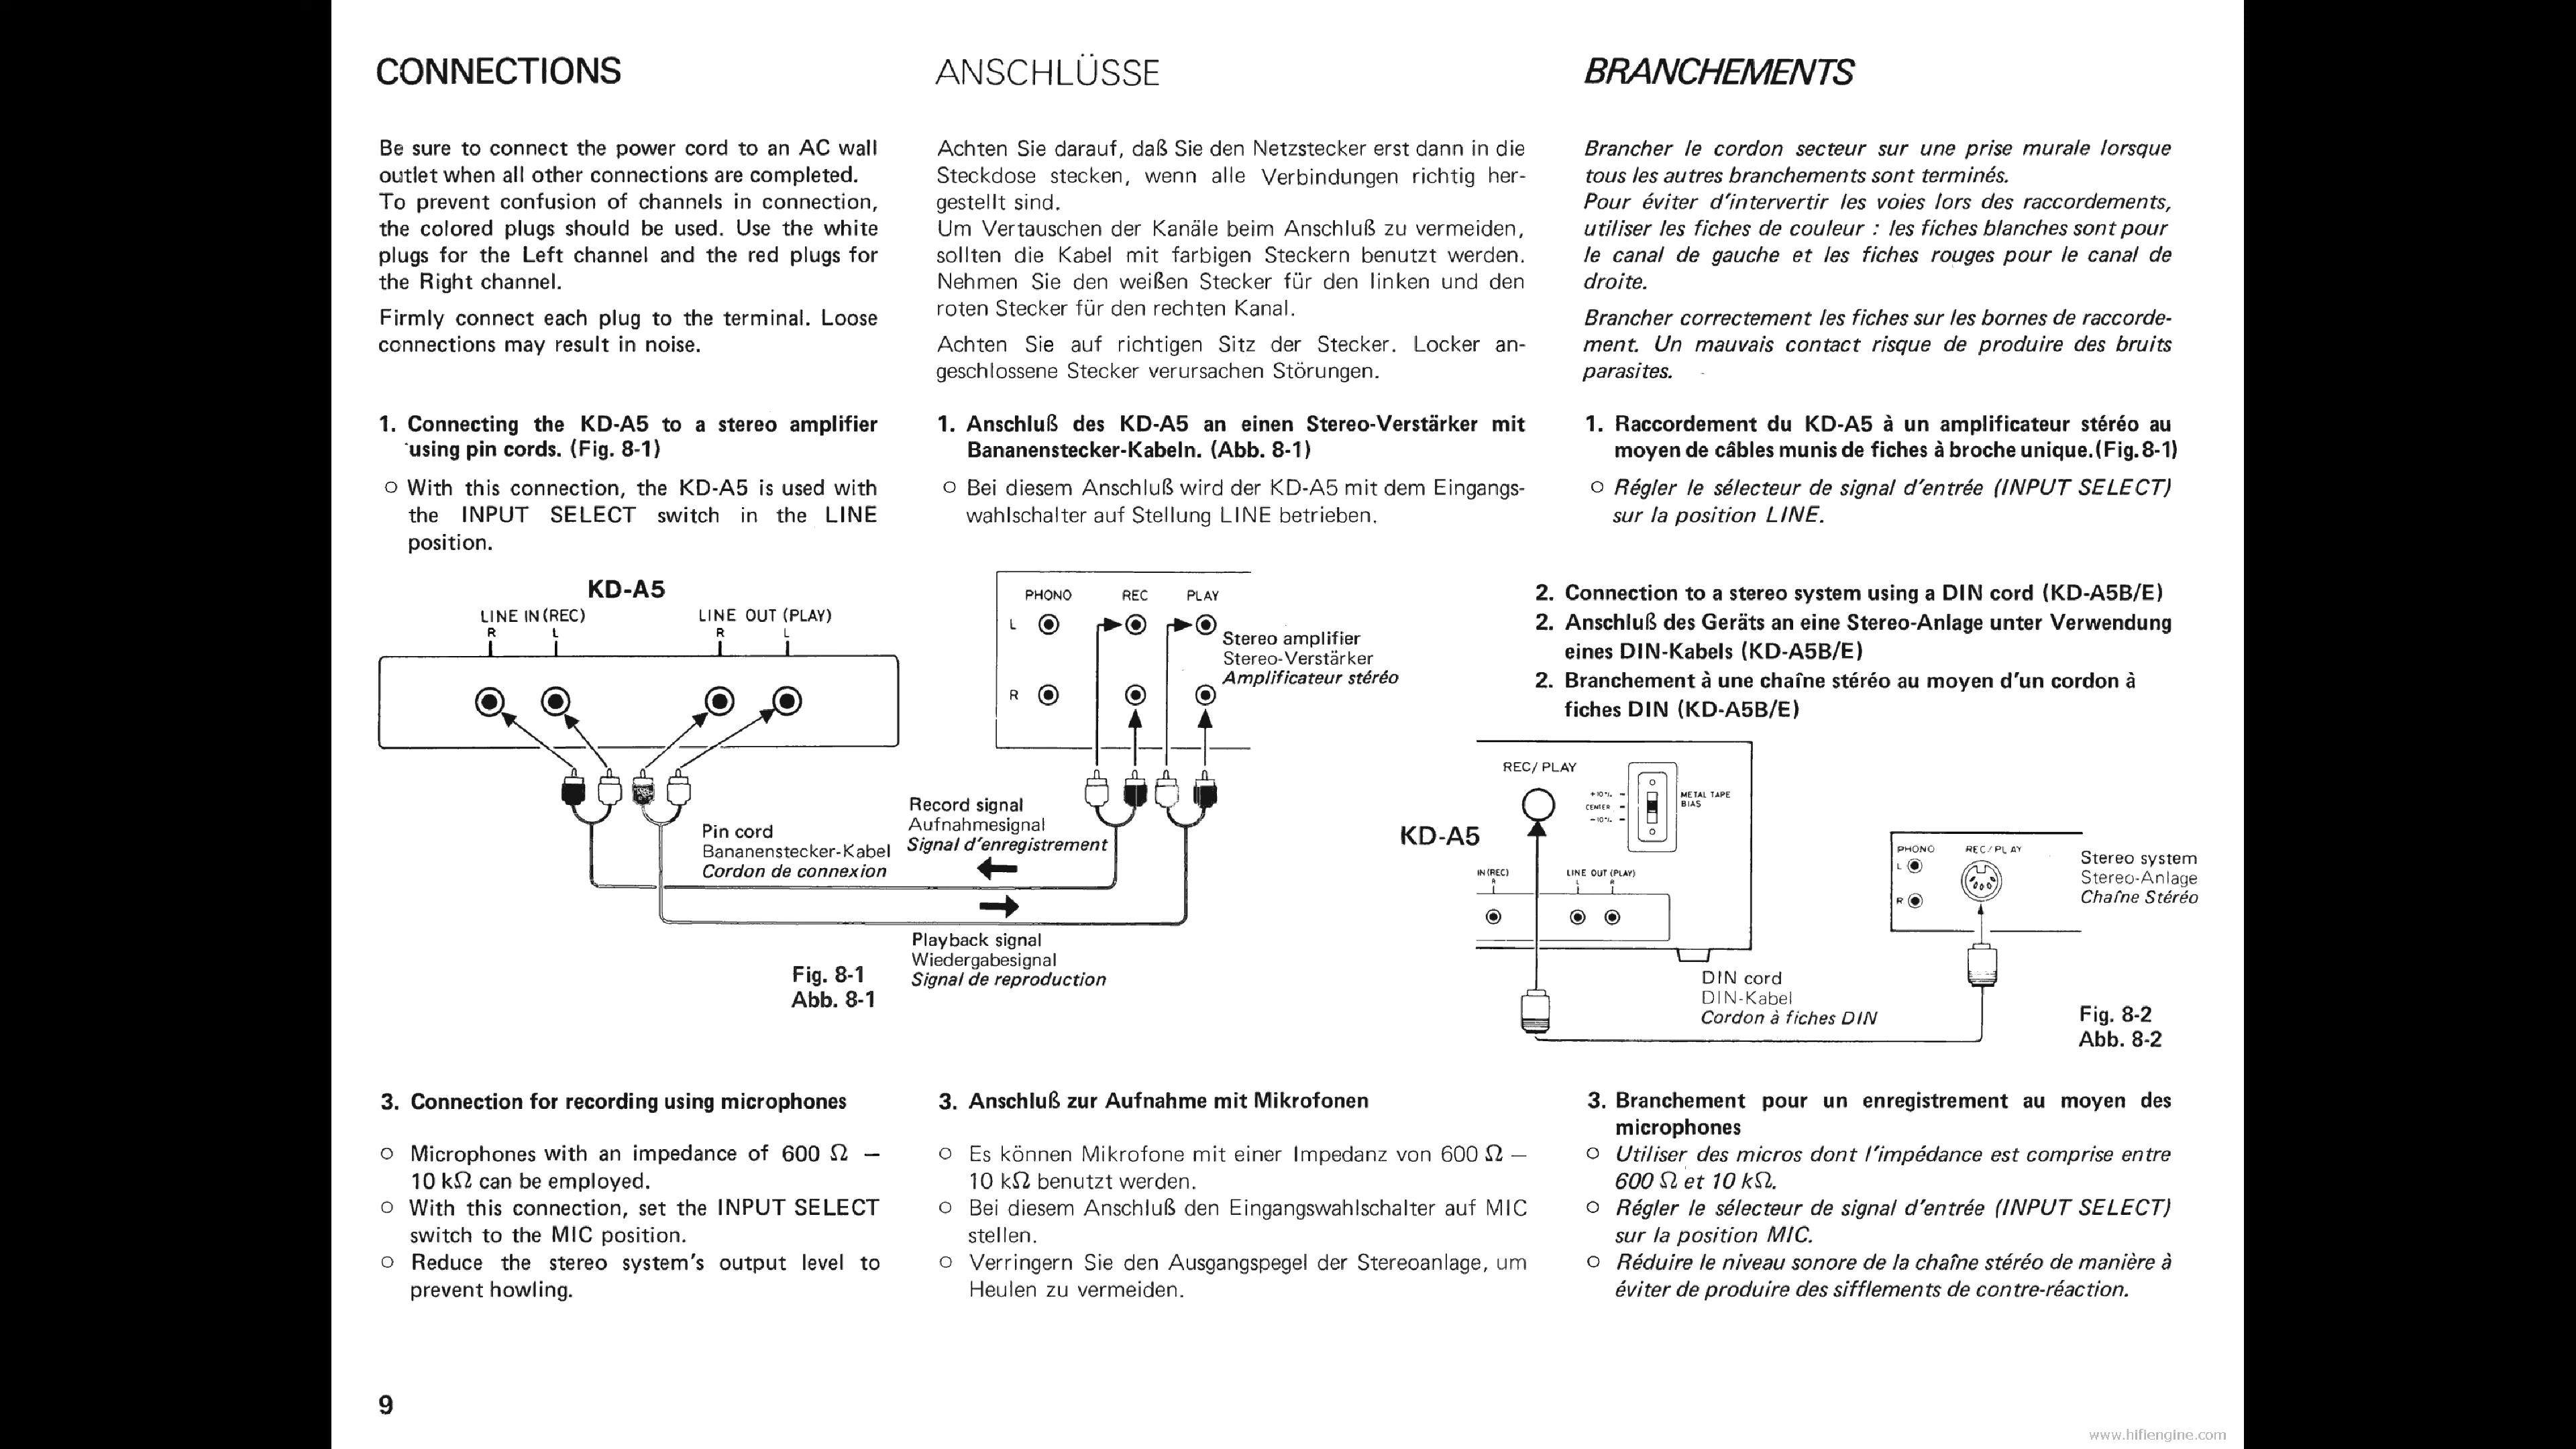 CONNECTIONS
Be sure to connect the power cord to an AC wall
outlet when all other connections are completed.
To prevent confusion of channels in connection,
the colored plugs should be used. Use the white
plugs for the Left channel and the red plugs for
the Right channel.
Firmly connect each plug to the terminal. Loose
connections may result in noise.
1. Connecting the KD-A5 to a stereo amplifier
using pin cords. (Fig. 8-1)
○ With this connection, the KD-A5 is used with
the INPUT SELECT switch in the LINE
position.
ANSCHLÜSSE
Achten Sie darauf, daß Sie den Netzstecker erst dann in die
Steckdose stecken, wenn alle Verbindungen richtig her-
gestellt sind.
Um Vertauschen der Kanäle beim Anschluß zu vermeiden,
sollten die Kabel mit farbigen Steckern benutzt werden.
Nehmen Sie den weißen Stecker für den linken und den
roten Stecker für den rechten Kanal.
Achten Sie auf richtigen Sitz der Stecker. Locker an-
geschlossene Stecker verursachen Störungen.
1. Anschluß des KD-A5 an einen Stereo-Verstärker mit
Bananenstecker-Kabeln. (Abb. 8-1)
○ Bei diesem Anschluß wird der KD-A5 mit dem Eingangs-
wahlschalter auf Stellung LINE betrieben.
BRANCHEMENTS
Brancher le cordon secteur sur une prise murale lorsque
tous les autres branchements sont terminés.
Pour éviter d'intervertir les voies lors des raccordements,
utiliser les fiches de couleur : les fiches blanches sont pour
le canal de gauche et les fiches rouges pour le canal de
droite.
Brancher correctement les fiches sur les bornes de raccorde-
ment. Un mauvais contact risque de produire des bruits
parasites.
1. Raccordement du KD-A5 à un amplificateur stéréo au
moyen de câbles munis de fiches à broche unique. (Fig. 8-1)
○ Régler le sélecteur de signal d'entrée (INPUT SELECT)
sur la position LINE.
KD-A5
LINE IN (REC) LINE OUT (PLAY)
R L R L
PHONO REC PLAY
L
R
Stereo amplifier
Stereo-Verstärker
Amplificateur stéréo
Pin cord
Bananenstecker-Kabel
Cordon de connexion
Record signal
Aufnahmesignal
Signal d'enregistrement
Playback signal
Wiedergabesignal
Signal de reproduction
Fig. 8-1
Abb. 8-1
2. Connection to a stereo system using a DIN cord (KD-A5B/E)
2. Anschluß des Geräts an eine Stereo-Anlage unter Verwendung
eines DIN-Kabels (KD-A5B/E)
2. Branchement à une chaîne stéréo au moyen d'un cordon à
fiches DIN (KD-A5B/E)
REC/PLAY
+10%
CENTER
-10%
METAL TAPE
BIAS
KD-A5
IN (REC) LINE OUT (PLAY)
R L R
PHONO REC/PLAY
L
R
Stereo system
Stereo-Anlage
Chaîne Stéréo
DIN cord
DIN-Kabel
Cordon à fiches DIN
Fig. 8-2
Abb. 8-2
3. Connection for recording using microphones
○ Microphones with an impedance of 600 Ω –
10 kΩ can be employed.
○ With this connection, set the INPUT SELECT
switch to the MIC position.
○ Reduce the stereo system's output level to
prevent howling.
3. Anschluß zur Aufnahme mit Mikrofonen
○ Es können Mikrofone mit einer Impedanz von 600 Ω –
10 kΩ benutzt werden.
○ Bei diesem Anschluß den Eingangswahlschalter auf MIC
stellen.
○ Verringern Sie den Ausgangspegel der Stereoanlage, um
Heulen zu vermeiden.
3. Branchement pour un enregistrement au moyen des
microphones
○ Utiliser des micros dont l'impédance est comprise entre
600 Ω et 10 kΩ.
○ Régler le sélecteur de signal d'entrée (INPUT SELECT)
sur la position MIC.
○ Réduire le niveau sonore de la chaîne stéréo de manière à
éviter de produire des sifflements de contre-réaction.
9
www.hifiengine.com